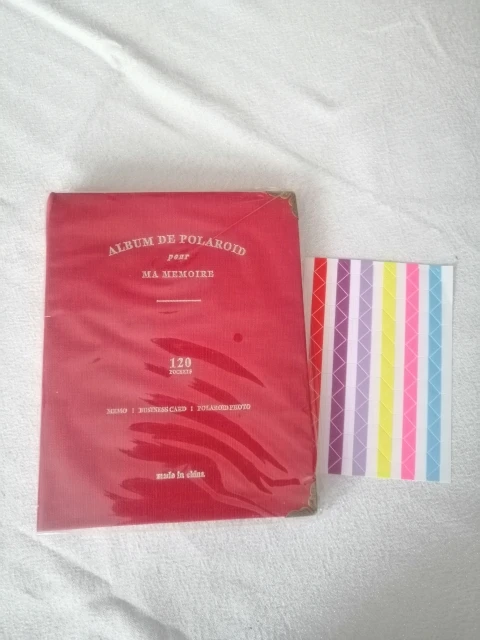 ALBUM DE POLAROID
pour
MA MEMOIRE
120
POCKETS
MEMO | BUSINESS CARD | POLAROID PHOTO
made in china.